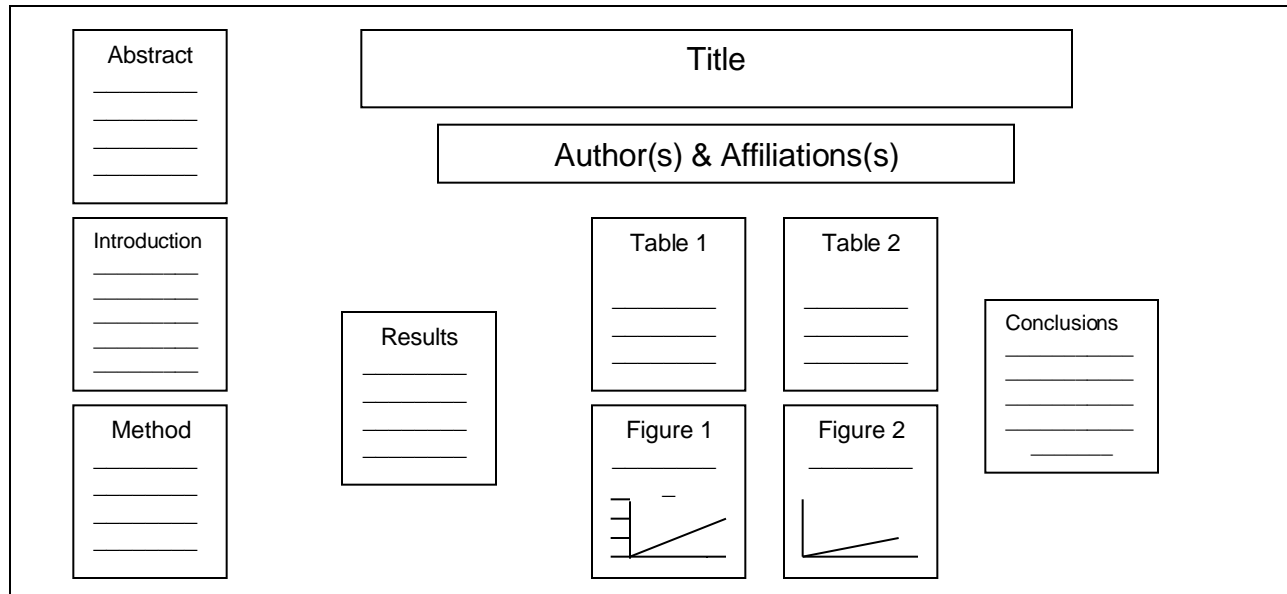 Abstract
Title
Author(s) & Affiliations(s)
Introduction
Method
Results
Table 1
Table 2
Figure 1
Figure 2
Conclusions